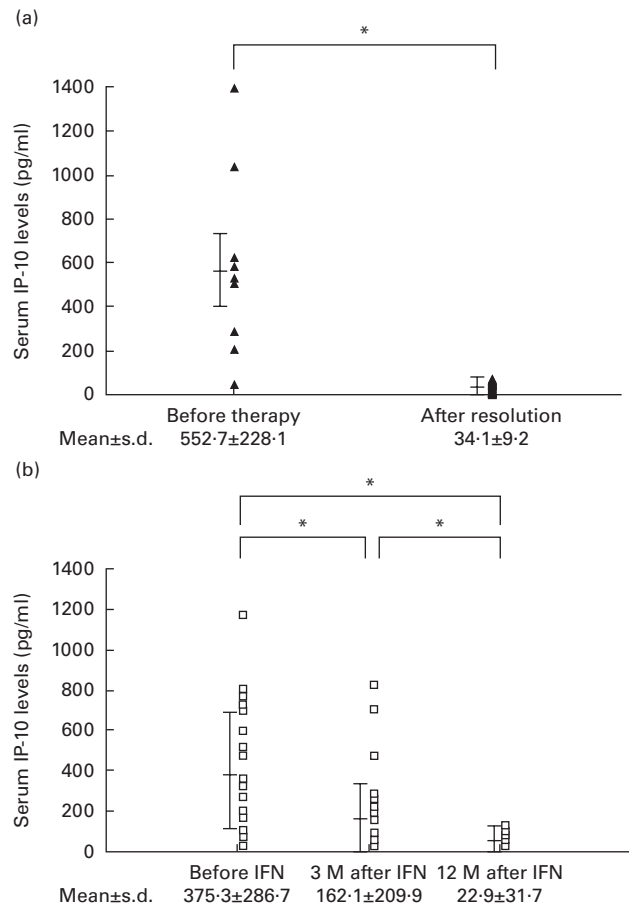 (a)
*
Serum IP-10 levels (pg/ml)
1400
1200
1000
800
600
400
200
0
Before therapy After resolution
Mean±s.d. 552·7±228·1 34·1±9·2
(b)
*
* *
Serum IP-10 levels (pg/ml)
1400
1200
1000
800
600
400
200
0
Before IFN 3 M after IFN 12 M after IFN
Mean±s.d. 375·3±286·7 162·1±209·9 22·9±31·7